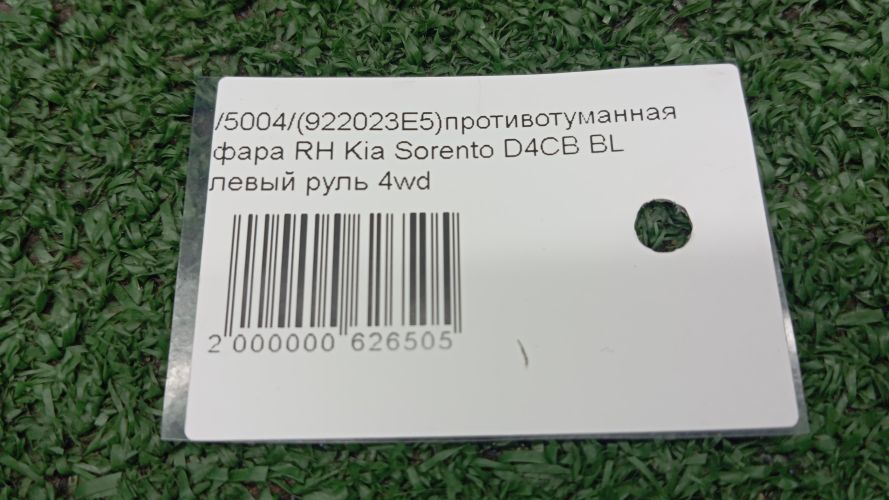 /5004/(922023E5)противотуманная
фара RH Kia Sorento D4CB BL
левый руль 4wd
2 000000 626505